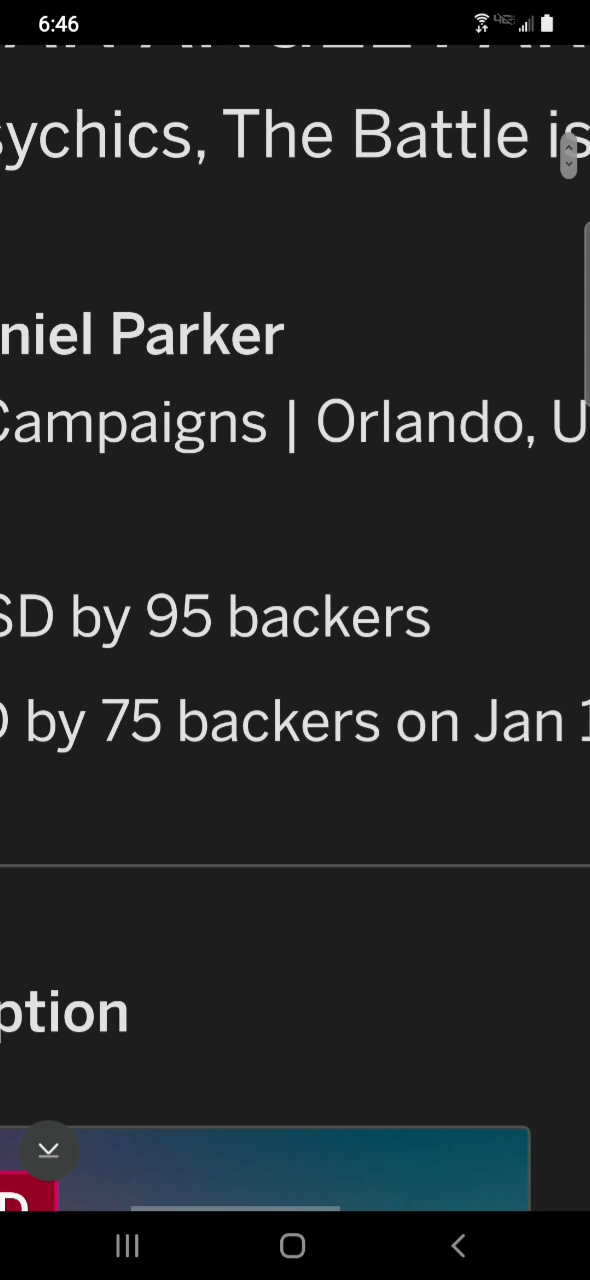 6:46
sychics, The Battle is
niel Parker
Campaigns | Orlando, U
SD by 95 backers
by 75 backers on Jan 1
ption
D